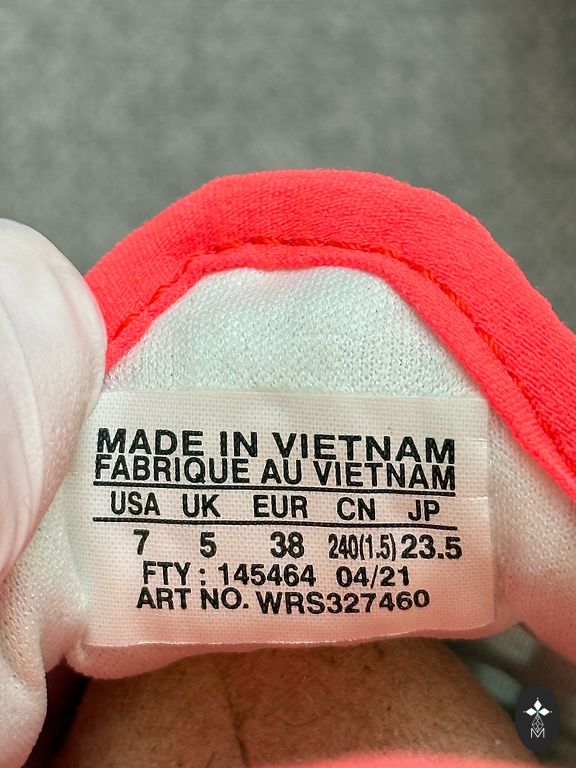 MADE IN VIETNAM
FABRIQUE AU VIETNAM
USA UK EUR CN JP
7 5 38 240(1.5) 23.5
FTY : 145464 04/21
ART NO. WRS327460